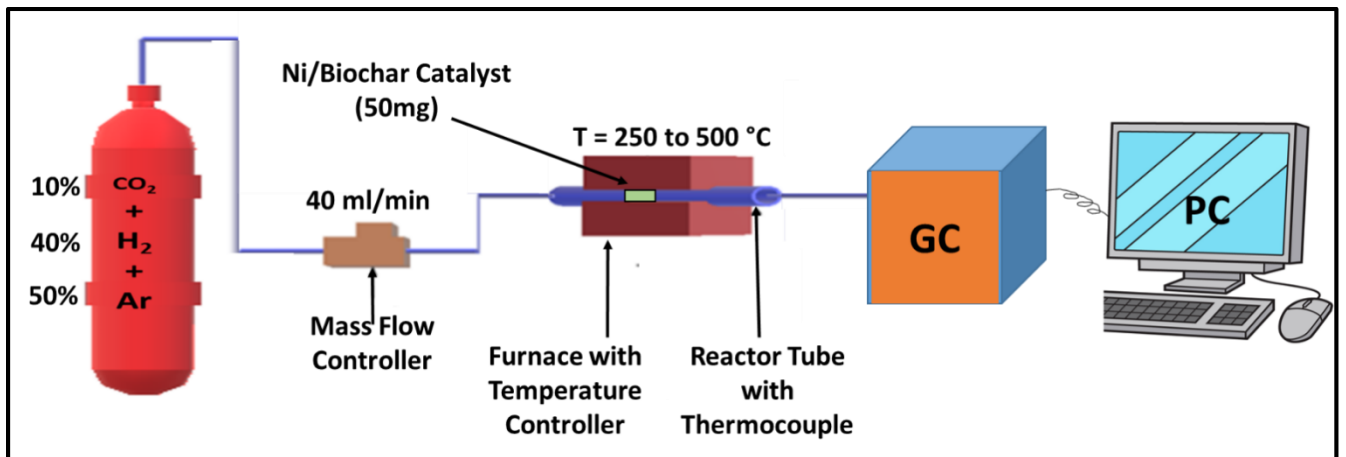 Ni/Biochar Catalyst
(50mg)
T = 250 to 500 °C
10%
CO₂
+
40%
H₂
+
50%
Ar
40 ml/min
GC
PC
Mass Flow
Controller
Furnace with
Temperature
Controller
Reactor Tube
with
Thermocouple